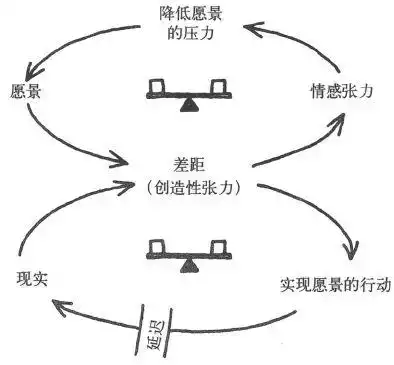 降低愿景
的压力
愿景
情感张力
差距
（创造性张力）
现实
实现愿景的行动
延迟